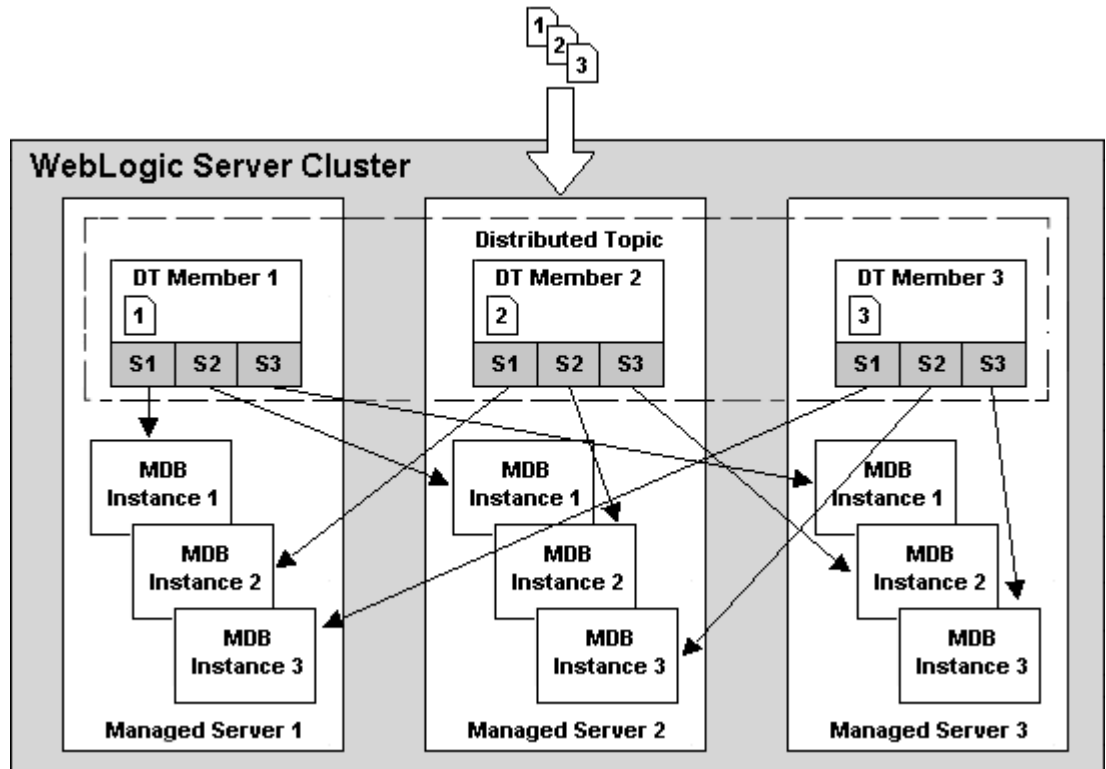 1
2
3
WebLogic Server Cluster
Distributed Topic
DT Member 1
1
S1 S2 S3
DT Member 2
2
S1 S2 S3
DT Member 3
3
S1 S2 S3
MDB
Instance 1
MDB
Instance 2
MDB
Instance 3
Managed Server 1
MDB
Instance 1
MDB
Instance 2
MDB
Instance 3
Managed Server 2
MDB
Instance 1
MDB
Instance 2
MDB
Instance 3
Managed Server 3